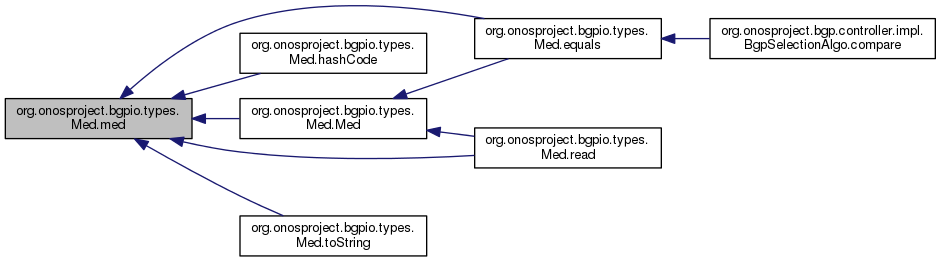 org.onosproject.bgpio.types.
Med.med
org.onosproject.bgpio.types.
Med.hashCode
org.onosproject.bgpio.types.
Med.Med
org.onosproject.bgpio.types.
Med.toString
org.onosproject.bgpio.types.
Med.equals
org.onosproject.bgpio.types.
Med.read
org.onosproject.bgp.controller.impl.
BgpSelectionAlgo.compare